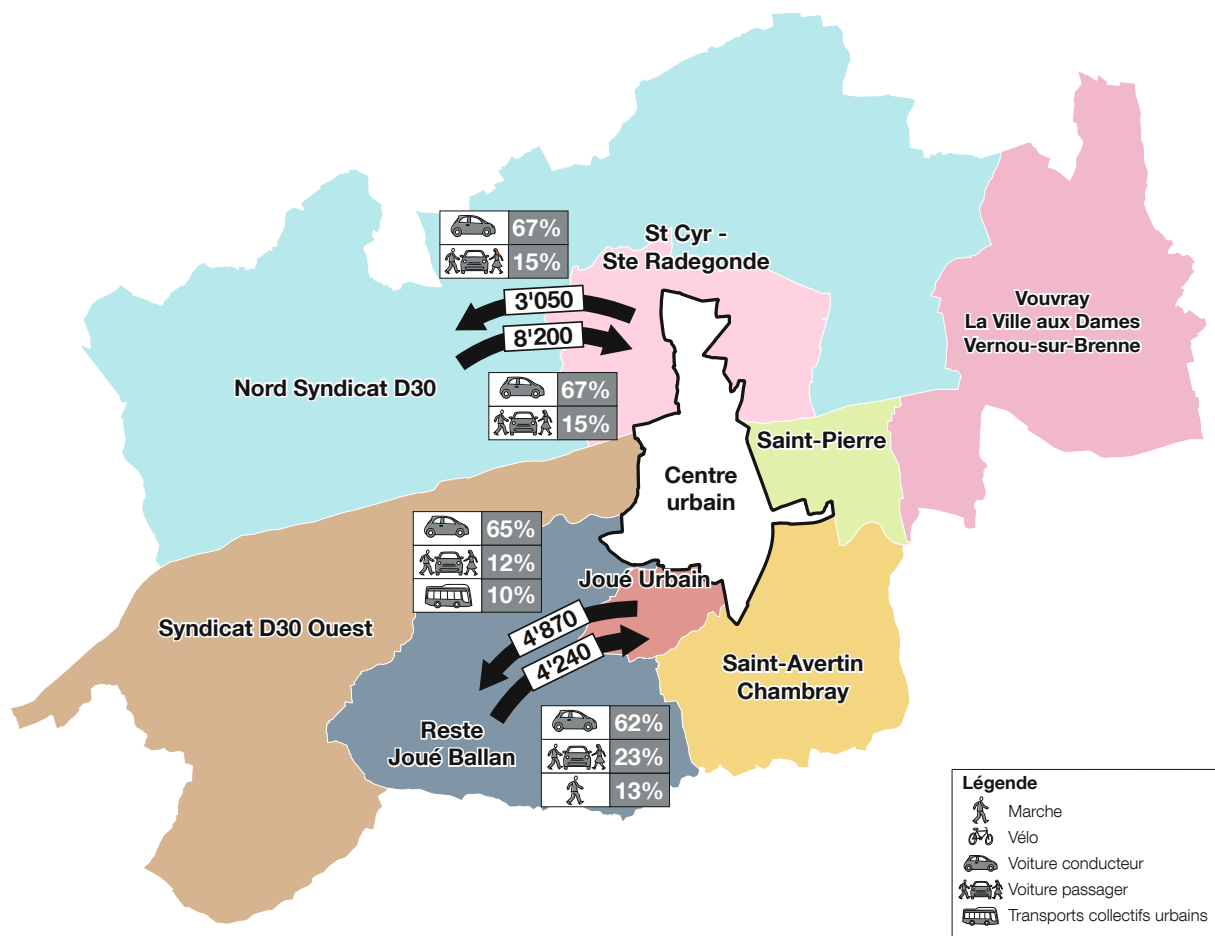 67%
15%
St Cyr -
Ste Radegonde
3'050
8'200
Vouvray
La Ville aux Dames
Vernou-sur-Brenne
Nord Syndicat D30
67%
15%
Saint-Pierre
Centre
urbain
65%
12%
10%
Joué Urbain
Syndicat D30 Ouest
4'870
4'240
Saint-Avertin
Chambray
Reste
Joué Ballan
62%
23%
13%
Légende
Marche
Vélo
Voiture conducteur
Voiture passager
Transports collectifs urbains